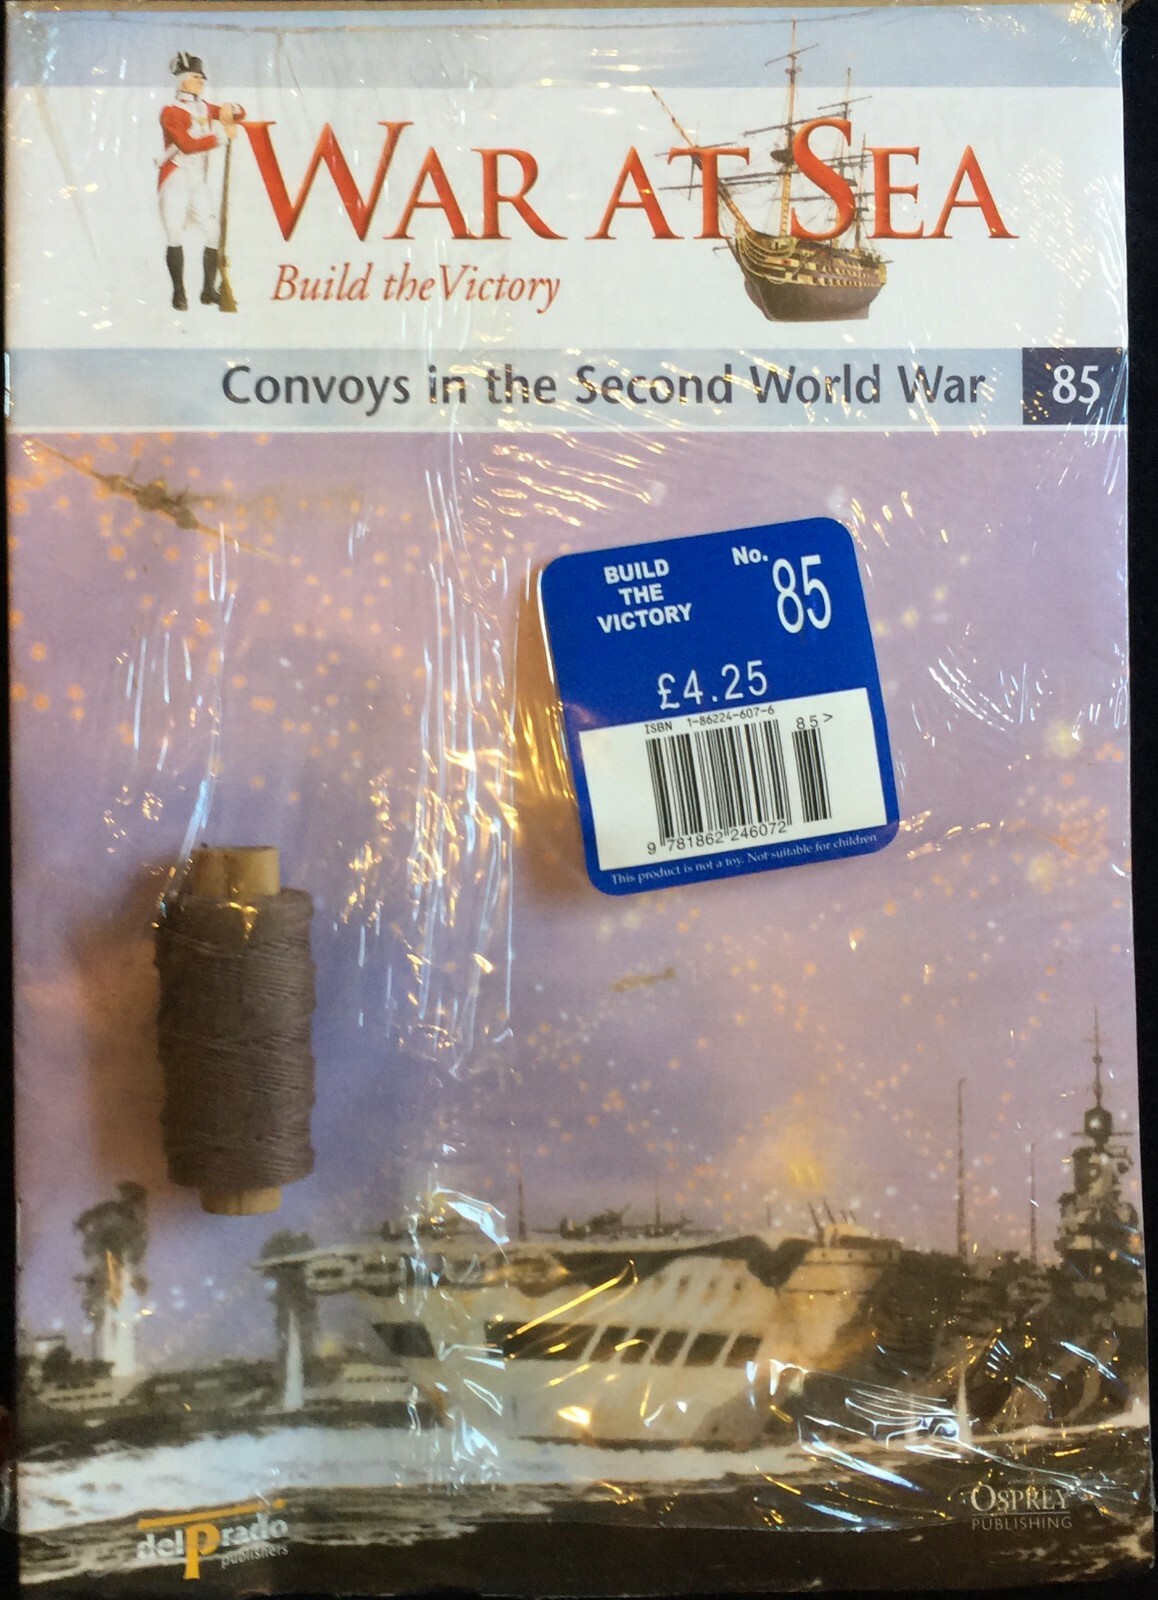 WAR AT SEA
Build the Victory
Convoys in the Second World War 85
BUILD
THE
VICTORY
No.
85
£4.25
ISBN 1-86224-607-6
85>
9 781862 246072
This product is not a toy. Not suitable for children
delprado
publishers
OSPREY
PUBLISHING